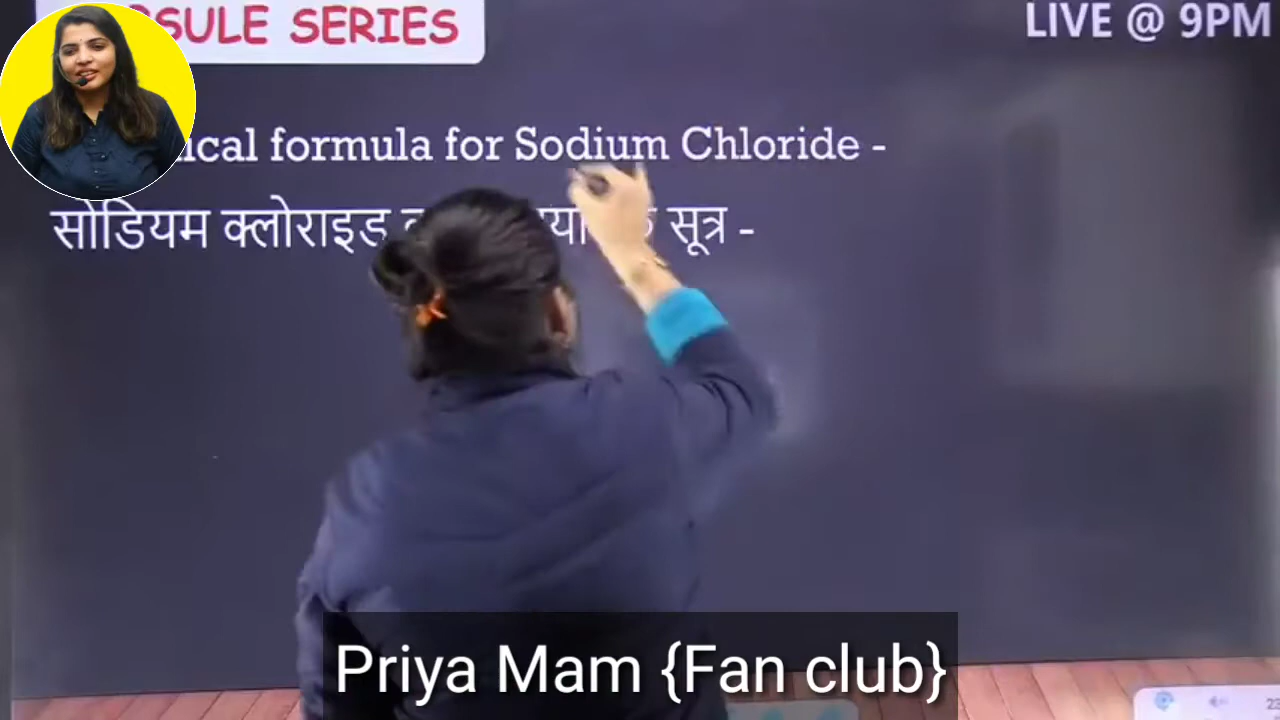 SULE SERIES
LIVE @ 9PM
ical formula for Sodium Chloride -
सोडियम क्लोराइड सूत्र -
Priya Mam {Fan club}